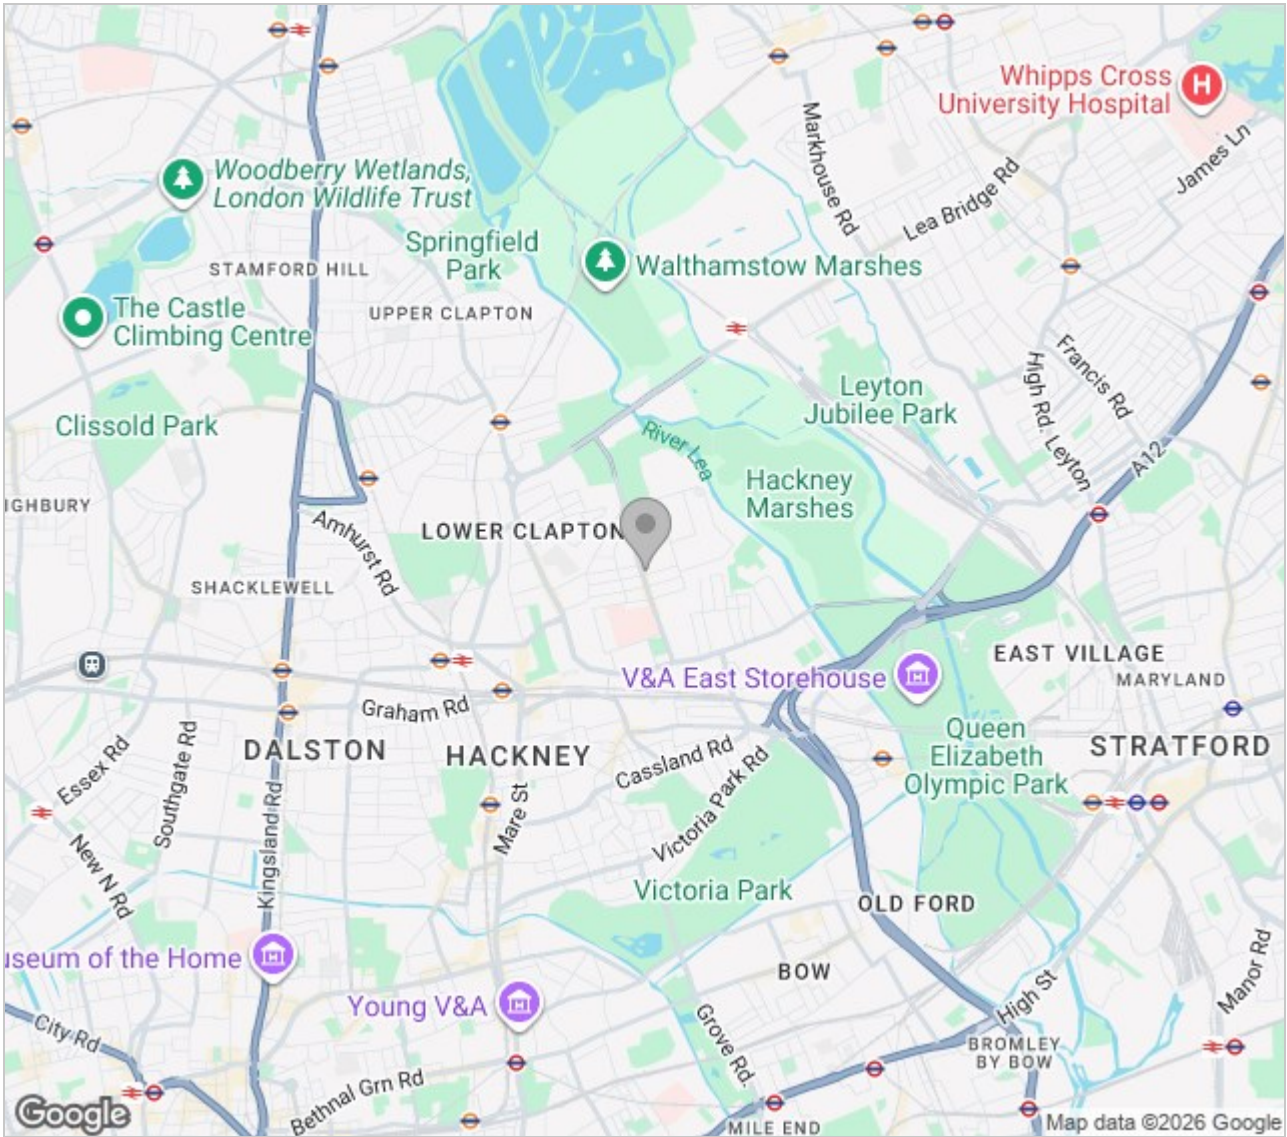 Whipps Cross
University Hospital
H
James Ln
Markhouse Rd
Lea Bridge Rd
Woodberry Wetlands,
London Wildlife Trust
Springfield
Park
Walthamstow Marshes
STAMFORD HILL
UPPER CLAPTON
The Castle
Climbing Centre
Francis Rd
High Rd. Leyton
Leyton
Jubilee Park
Clissold Park
River Lea
A12
Hackney
Marshes
IGHBURY
Amhurst Rd
LOWER CLAPTON
SHACKLEWELL
EAST VILLAGE
MARYLAND
V&A East Storehouse
Graham Rd
Queen
Elizabeth
Olympic Park
STRATFORD
DALSTON
HACKNEY
Cassland Rd
Victoria Park Rd
Essex Rd
Southgate Rd
Kingsland Rd
Mare St
New N Rd
Victoria Park
OLD FORD
useum of the Home
BOW
Manor Rd
Young V&A
High St
City Rd
Grove Rd.
BROMLEY
BY BOW
Bethnal Grn Rd
MILE END
Google
Map data ©2026 Google